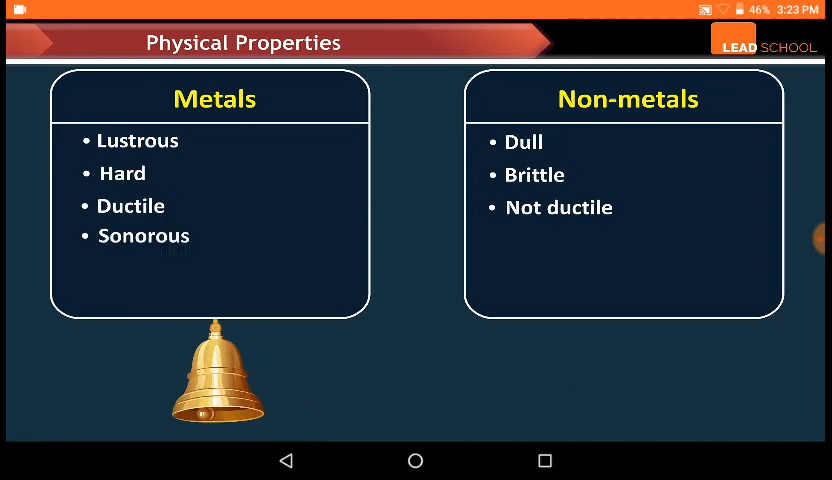 46% 3:23 PM
Physical Properties
LEAD SCHOOL
Metals
• Lustrous
• Hard
• Ductile
• Sonorous
Non-metals
• Dull
• Brittle
• Not ductile